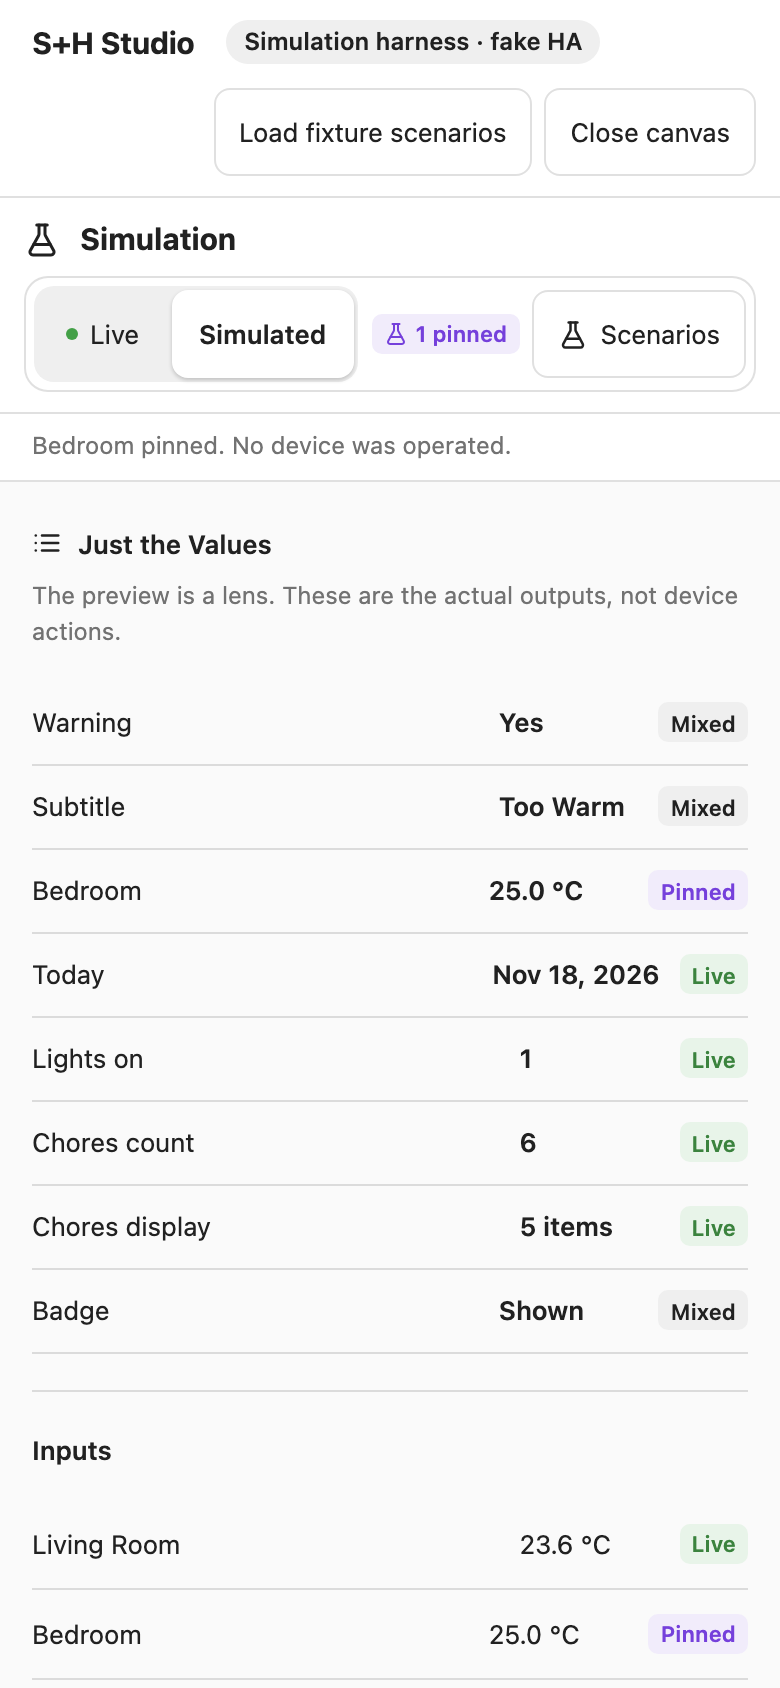 S+H Studio
Simulation harness · fake HA
Load fixture scenarios
Close canvas
Simulation
Live
Simulated
1 pinned
Scenarios
Bedroom pinned. No device was operated.
Just the Values
The preview is a lens. These are the actual outputs, not device
actions.
Warning Yes Mixed
Subtitle Too Warm Mixed
Bedroom 25.0 °C Pinned
Today Nov 18, 2026 Live
Lights on 1 Live
Chores count 6 Live
Chores display 5 items Live
Badge Shown Mixed
Inputs
Living Room 23.6 °C Live
Bedroom 25.0 °C Pinned